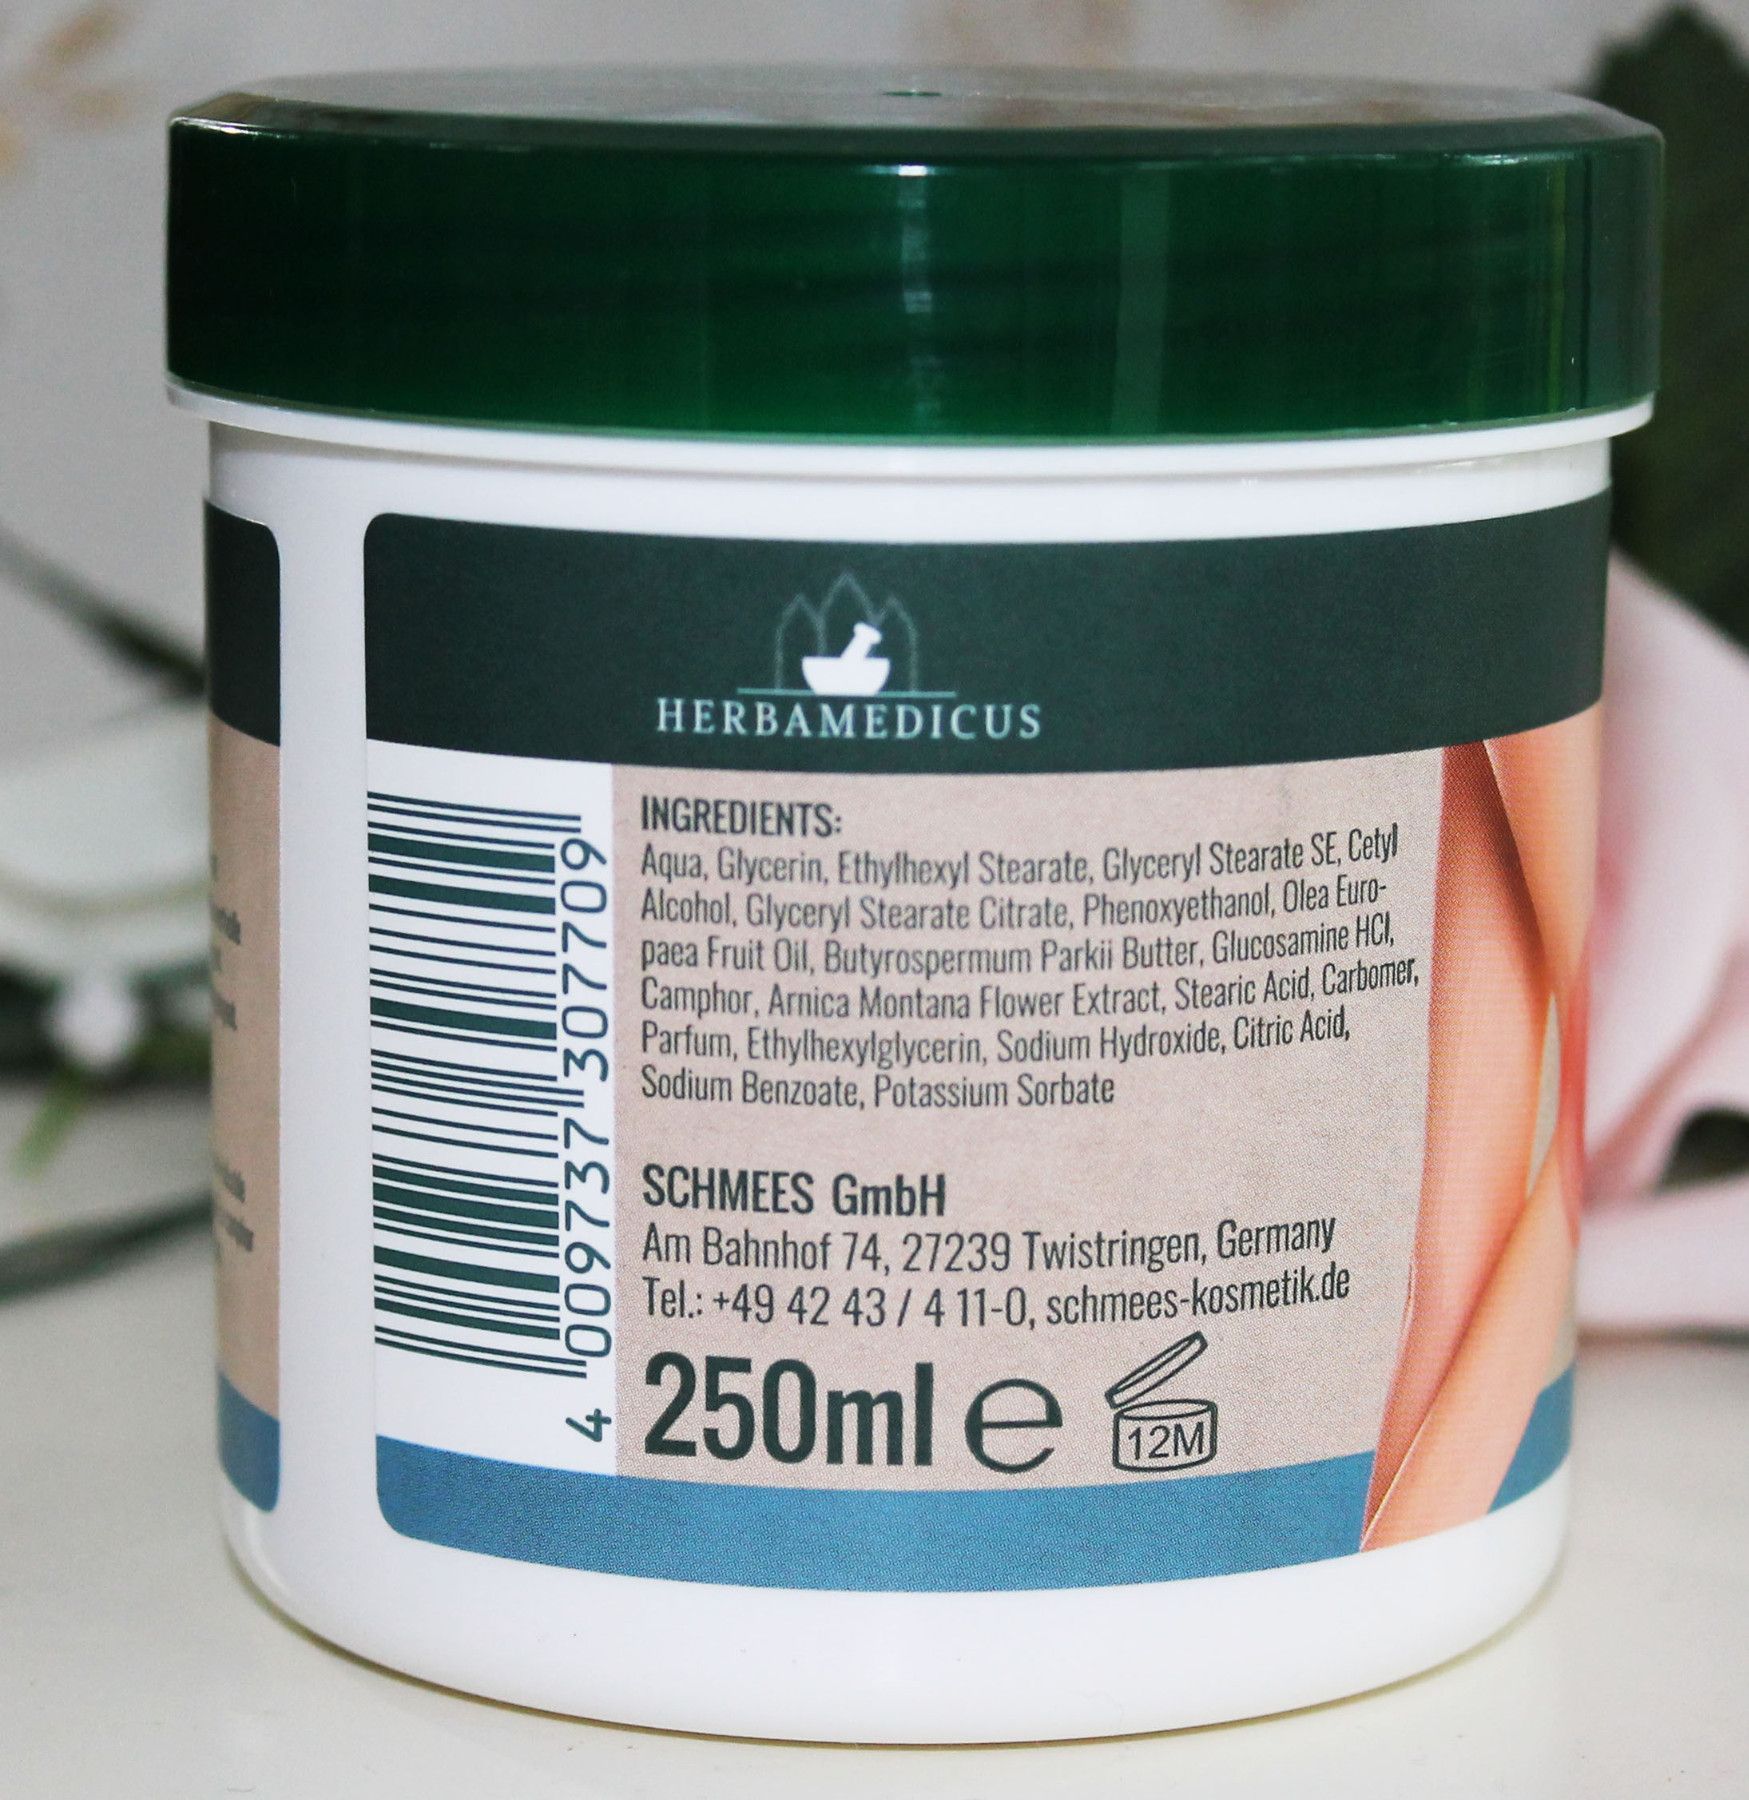 HERBAMEDICUS
INGREDIENTS:
Aqua, Glycerin, Ethylhexyl Stearate, Glyceryl Stearate SE, Cetyl
Alcohol, Glyceryl Stearate Citrate, Phenoxyethanol, Olea Euro-
paea Fruit Oil, Butyrospermum Parkii Butter, Glucosamine HCl,
Camphor, Arnica Montana Flower Extract, Stearic Acid, Carbomer,
Parfum, Ethylhexylglycerin, Sodium Hydroxide, Citric Acid,
Sodium Benzoate, Potassium Sorbate
SCHMEES GmbH
Am Bahnhof 74, 27239 Twistringen, Germany
Tel.: +49 42 43 / 4 11-0, schmees-kosmetik.de
250ml e 12M
4 009737 307709